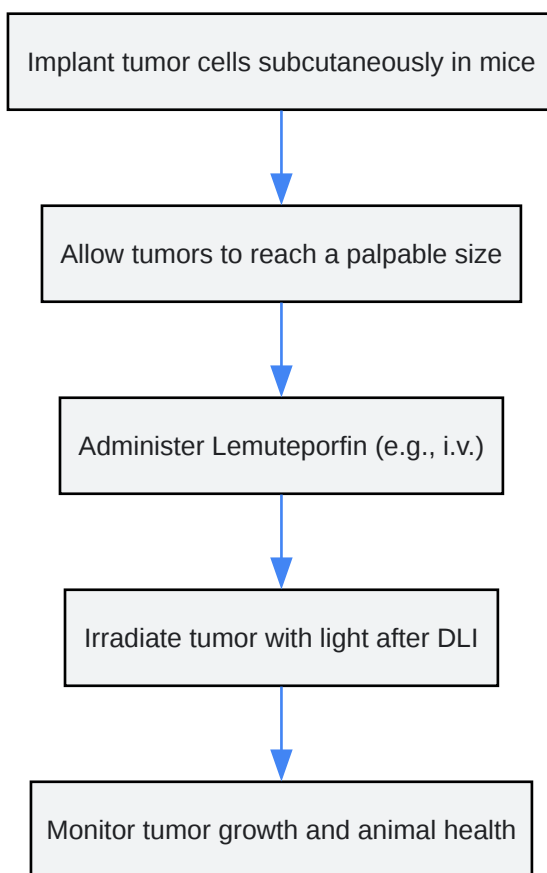 Implant tumor cells subcutaneously in mice
Allow tumors to reach a palpable size
Administer Lemuteporfin (e.g., i.v.)
Irradiate tumor with light after DLI
Monitor tumor growth and animal health